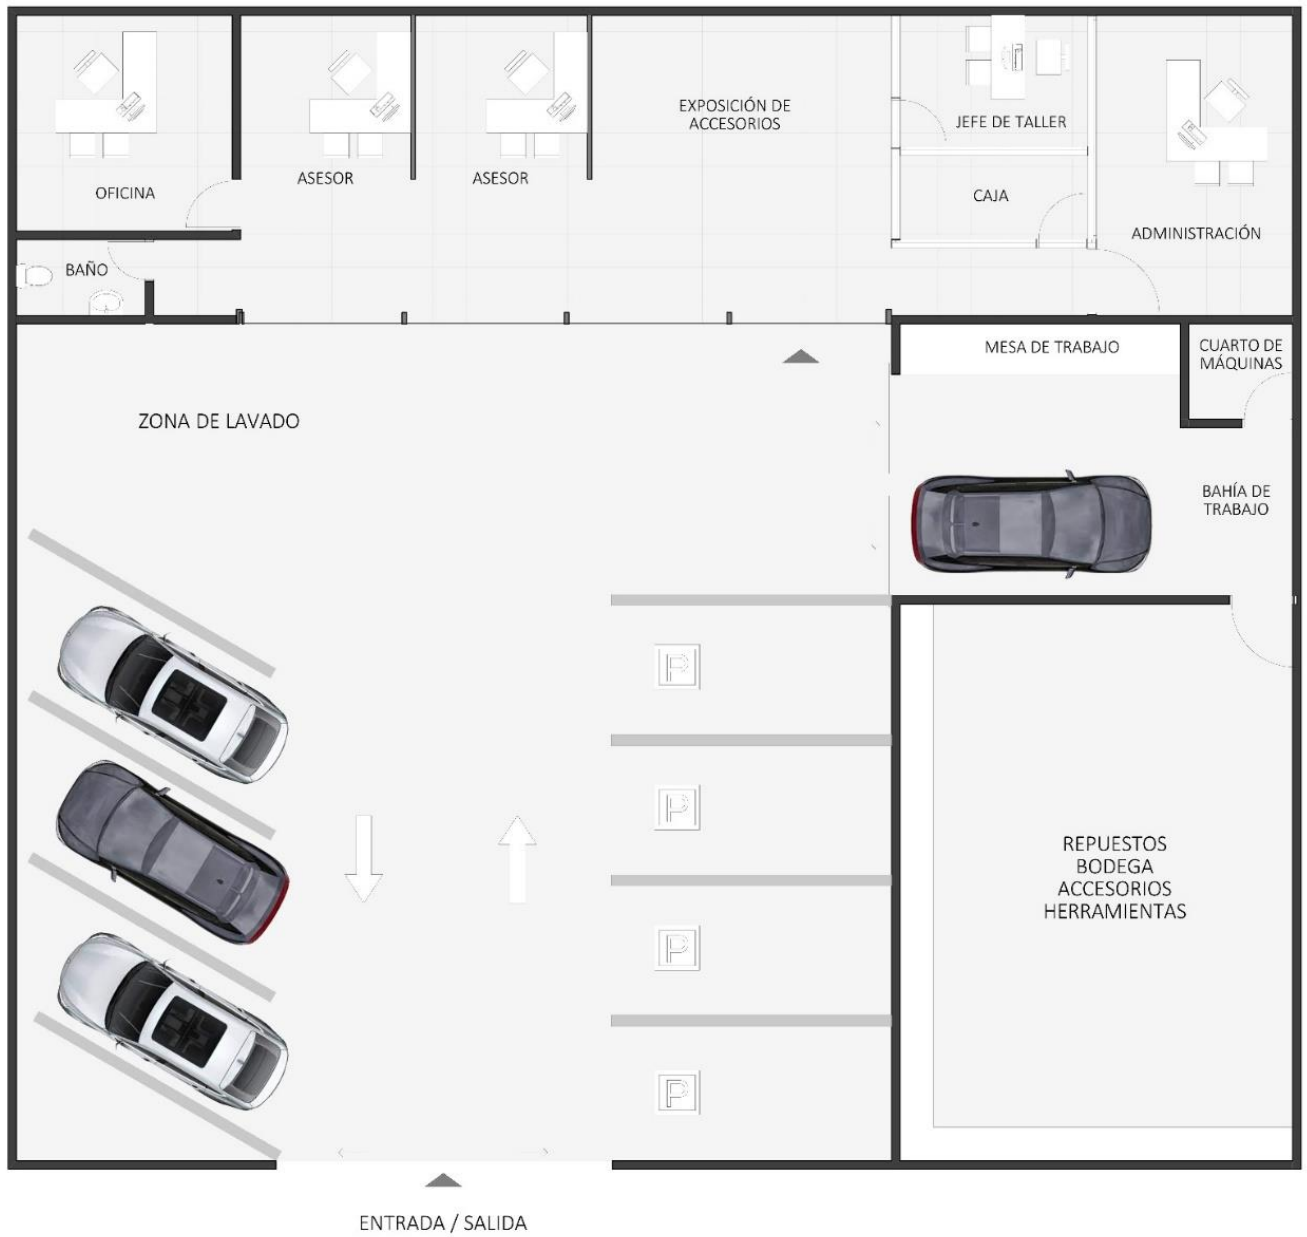 EXPOSICIÓN DE
ACCESORIOS
JEFE DE TALLER
ASESOR
ASESOR
OFICINA
CAJA
ADMINISTRACIÓN
BAÑO
MESA DE TRABAJO
CUARTO DE
MÁQUINAS
ZONA DE LAVADO
BAHÍA DE
TRABAJO
P
P
REPUESTOS
BODEGA
ACCESORIOS
HERRAMIENTAS
P
P
ENTRADA / SALIDA